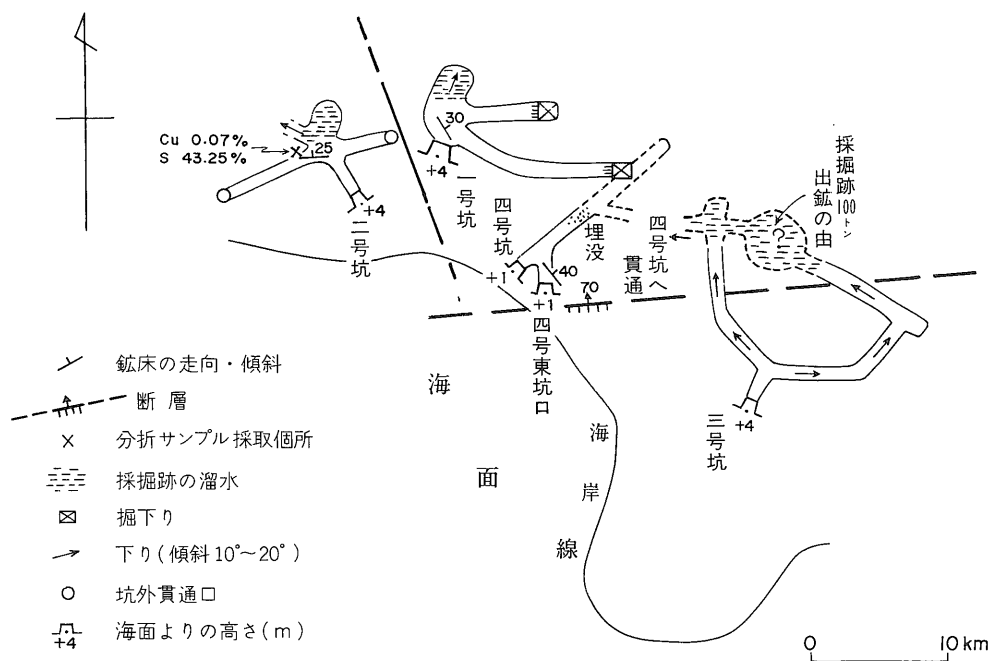 Cu 0.07%
S 43.25%
25
+4
二号坑
30
+4
一号坑
四号坑
+1
埋没
40
+1
四号東坑口
70
四号坑へ
貫通
採掘跡100トン
出鉱の由
+4
三号坑
海面
海岸線
鉱床の走向・傾斜
断層
分折サンプル採取個所
採掘跡の溜水
掘下り
下り(傾斜10°~20°)
坑外貫通口
+4
海面よりの高さ(m)
0 10km